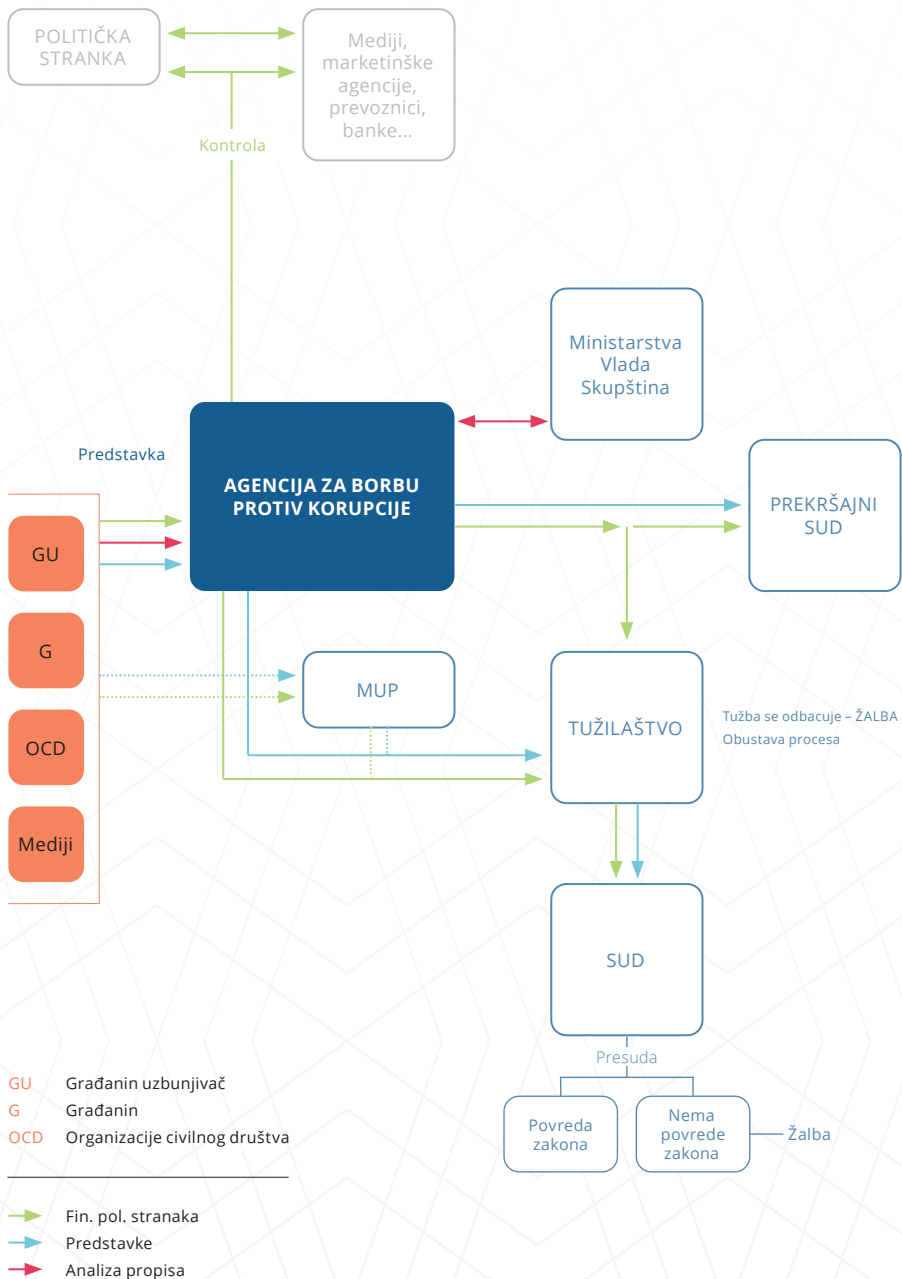 POLITIČKA
STRANKA
Mediji,
marketinške
agencije,
prevoznici,
banke...
Kontrola
Ministarstva
Vlada
Skupština
Predstavka
AGENCIJA ZA BORBU
PROTIV KORUPCIJE
PREKRŠAJNI
SUD
GU
G
OCD
Mediji
MUP
TUŽILAŠTVO
Tužba se odbacuje – ŽALBA
Obustava procesa
SUD
Presuda
Povreda
zakona
Nema
povrede
zakona
Žalba
GU Građanin uzbunjivač
G Građanin
OCD Organizacije civilnog društva
Fin. pol. stranaka
Predstavke
Analiza propisa